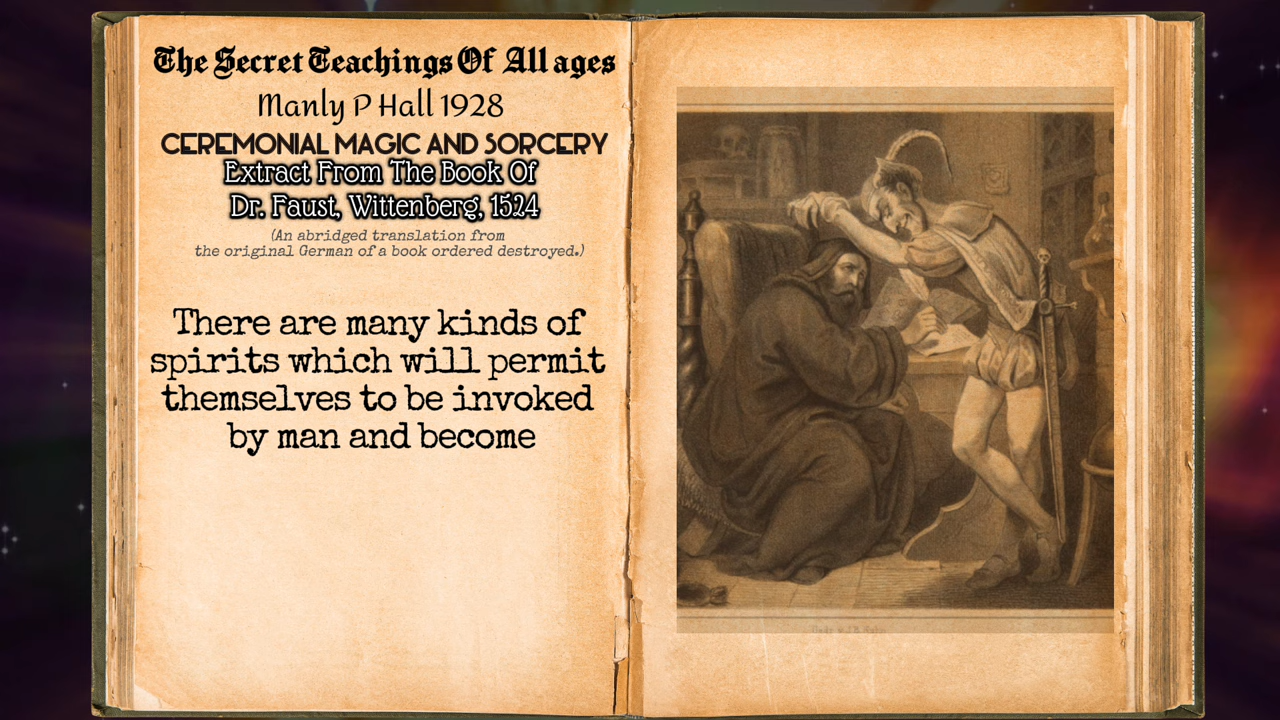 The Secret Teachings Of All ages
Manly P Hall 1928
CEREMONIAL MAGIC AND SORCERY
Extract From The Book Of
Dr. Faust, Wittenberg, 1524
(An abridged translation from
the original German of a book ordered destroyed.)
There are many kinds of
spirits which will permit
themselves to be invoked
by man and become